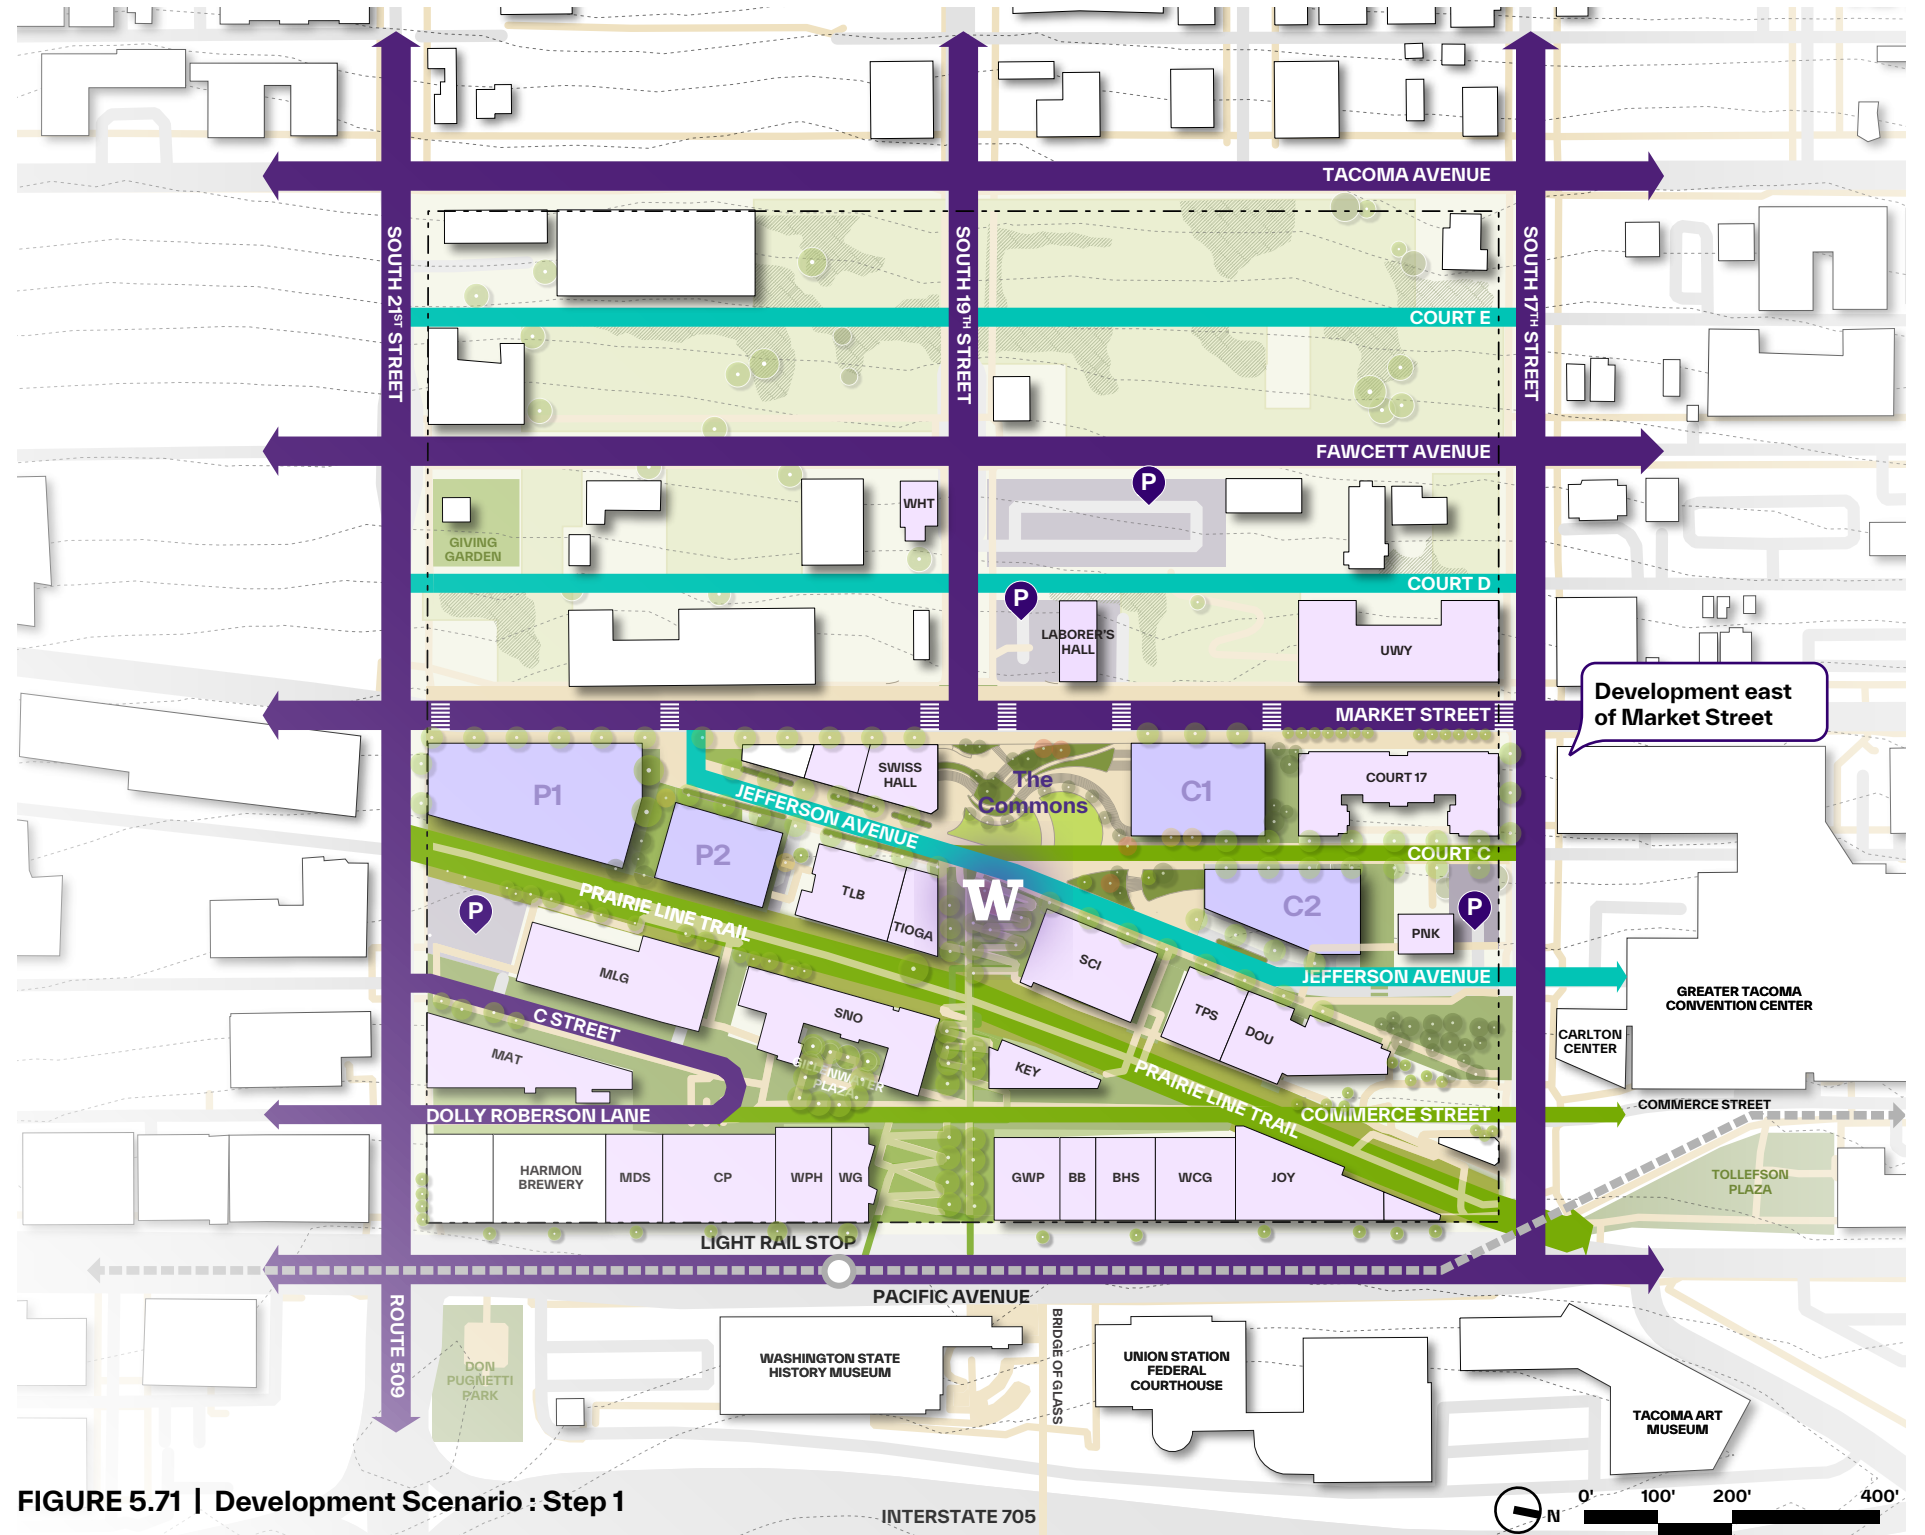 TACOMA AVENUE
SOUTH 21ST STREET
SOUTH 19TH STREET
SOUTH 17TH STREET
COURT E
FAWCETT AVENUE
P
WHT
GIVING
GARDEN
COURT D
P
LABORER'S
HALL
UWY
MARKET STREET
Development east
of Market Street
P1
SWISS
HALL
The
Commons
C1
COURT 17
JEFFERSON AVENUE
P2
COURT C
TLB
TIOGA
W
C2
P
PNK
PRAIRIE LINE TRAIL
P
MLG
SCI
JEFFERSON AVENUE
GREATER TACOMA
CONVENTION CENTER
C STREET
SNO
TPS
DOU
CARLTON
CENTER
MAT
KEY
PLAZA
PRAIRIE LINE TRAIL
DOLLY ROBERSON LANE
COMMERCE STREET
COMMERCE STREET
HARMON
BREWERY
MDS
CP
WPH
WG
GWP
BB
BHS
WCG
JOY
TOLLEFSON
PLAZA
LIGHT RAIL STOP
PACIFIC AVENUE
ROUTE 509
DON
PUGNETTI
PARK
WASHINGTON STATE
HISTORY MUSEUM
BRIDGE OF GLASS
UNION STATION
FEDERAL
COURTHOUSE
TACOMA ART
MUSEUM
FIGURE 5.71 | Development Scenario : Step 1
INTERSTATE 705
N
0' 100' 200' 400'